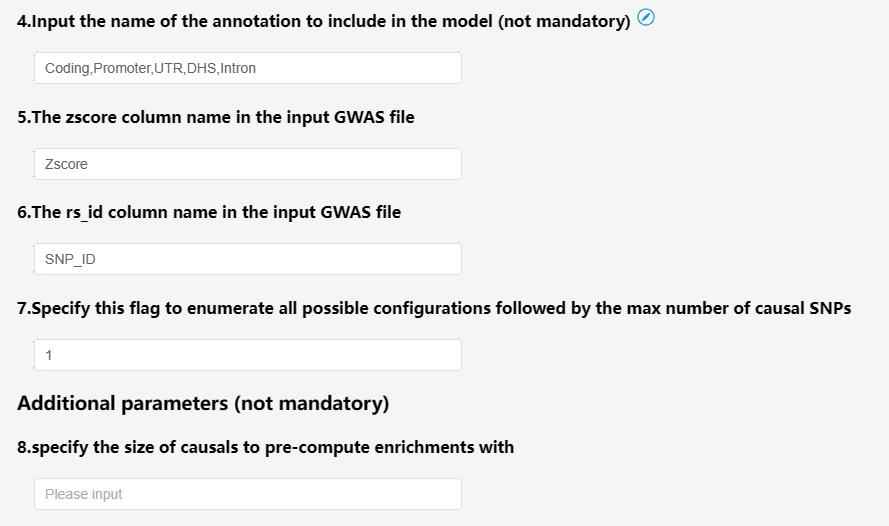 4.Input the name of the annotation to include in the model (not mandatory)
Coding,Promoter,UTR,DHS,Intron
5.The zscore column name in the input GWAS file
Zscore
6.The rs_id column name in the input GWAS file
SNP_ID
7.Specify this flag to enumerate all possible configurations followed by the max number of causal SNPs
1
Additional parameters (not mandatory)
8.specify the size of causals to pre-compute enrichments with
Please input